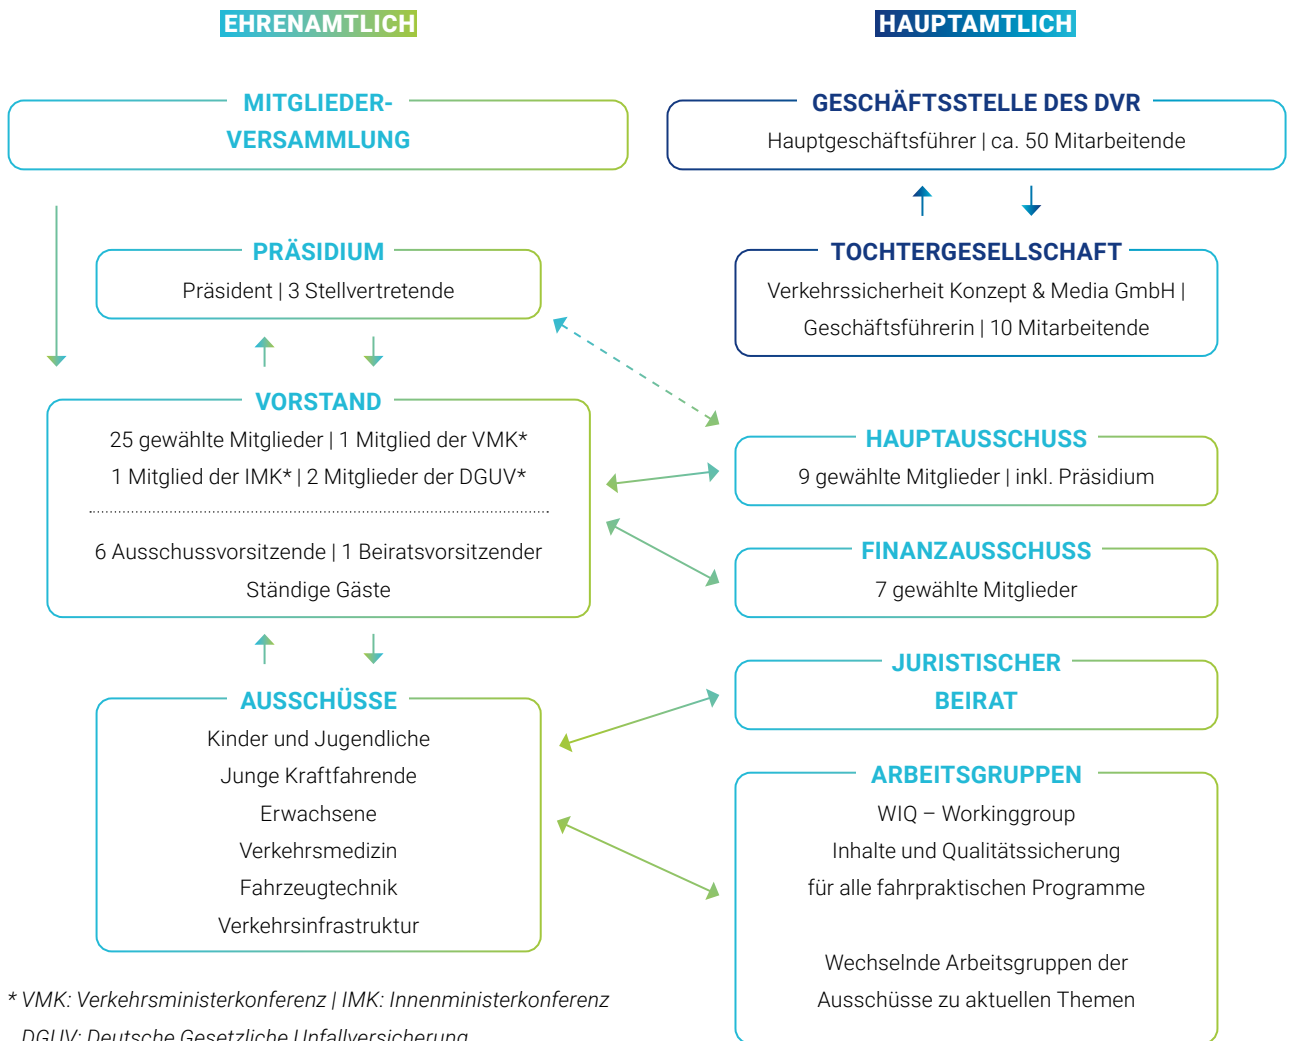 EHRENAMTLICH
HAUPTAMTLICH
MITGLIEDER-
VERSAMMLUNG
GESCHÄFTSSTELLE DES DVR
Hauptgeschäftsführer | ca. 50 Mitarbeitende
PRÄSIDIUM
Präsident | 3 Stellvertretende
TOCHTERGESELLSCHAFT
Verkehrssicherheit Konzept & Media GmbH |
Geschäftsführerin | 10 Mitarbeitende
VORSTAND
25 gewählte Mitglieder | 1 Mitglied der VMK*
1 Mitglied der IMK* | 2 Mitglieder der DGUV*
6 Ausschussvorsitzende | 1 Beiratsvorsitzender
Ständige Gäste
HAUPTAUSSCHUSS
9 gewählte Mitglieder | inkl. Präsidium
FINANZAUSSCHUSS
7 gewählte Mitglieder
JURISTISCHER
BEIRAT
AUSSCHÜSSE
Kinder und Jugendliche
Junge Kraftfahrende
Erwachsene
Verkehrsmedizin
Fahrzeugtechnik
Verkehrsinfrastruktur
ARBEITSGRUPPEN
WIQ – Workinggroup
Inhalte und Qualitätssicherung
für alle fahrpraktischen Programme
Wechselnde Arbeitsgruppen der
Ausschüsse zu aktuellen Themen
* VMK: Verkehrsministerkonferenz | IMK: Innenministerkonferenz
DGUV: Deutsche Gesetzliche Unfallversicherung